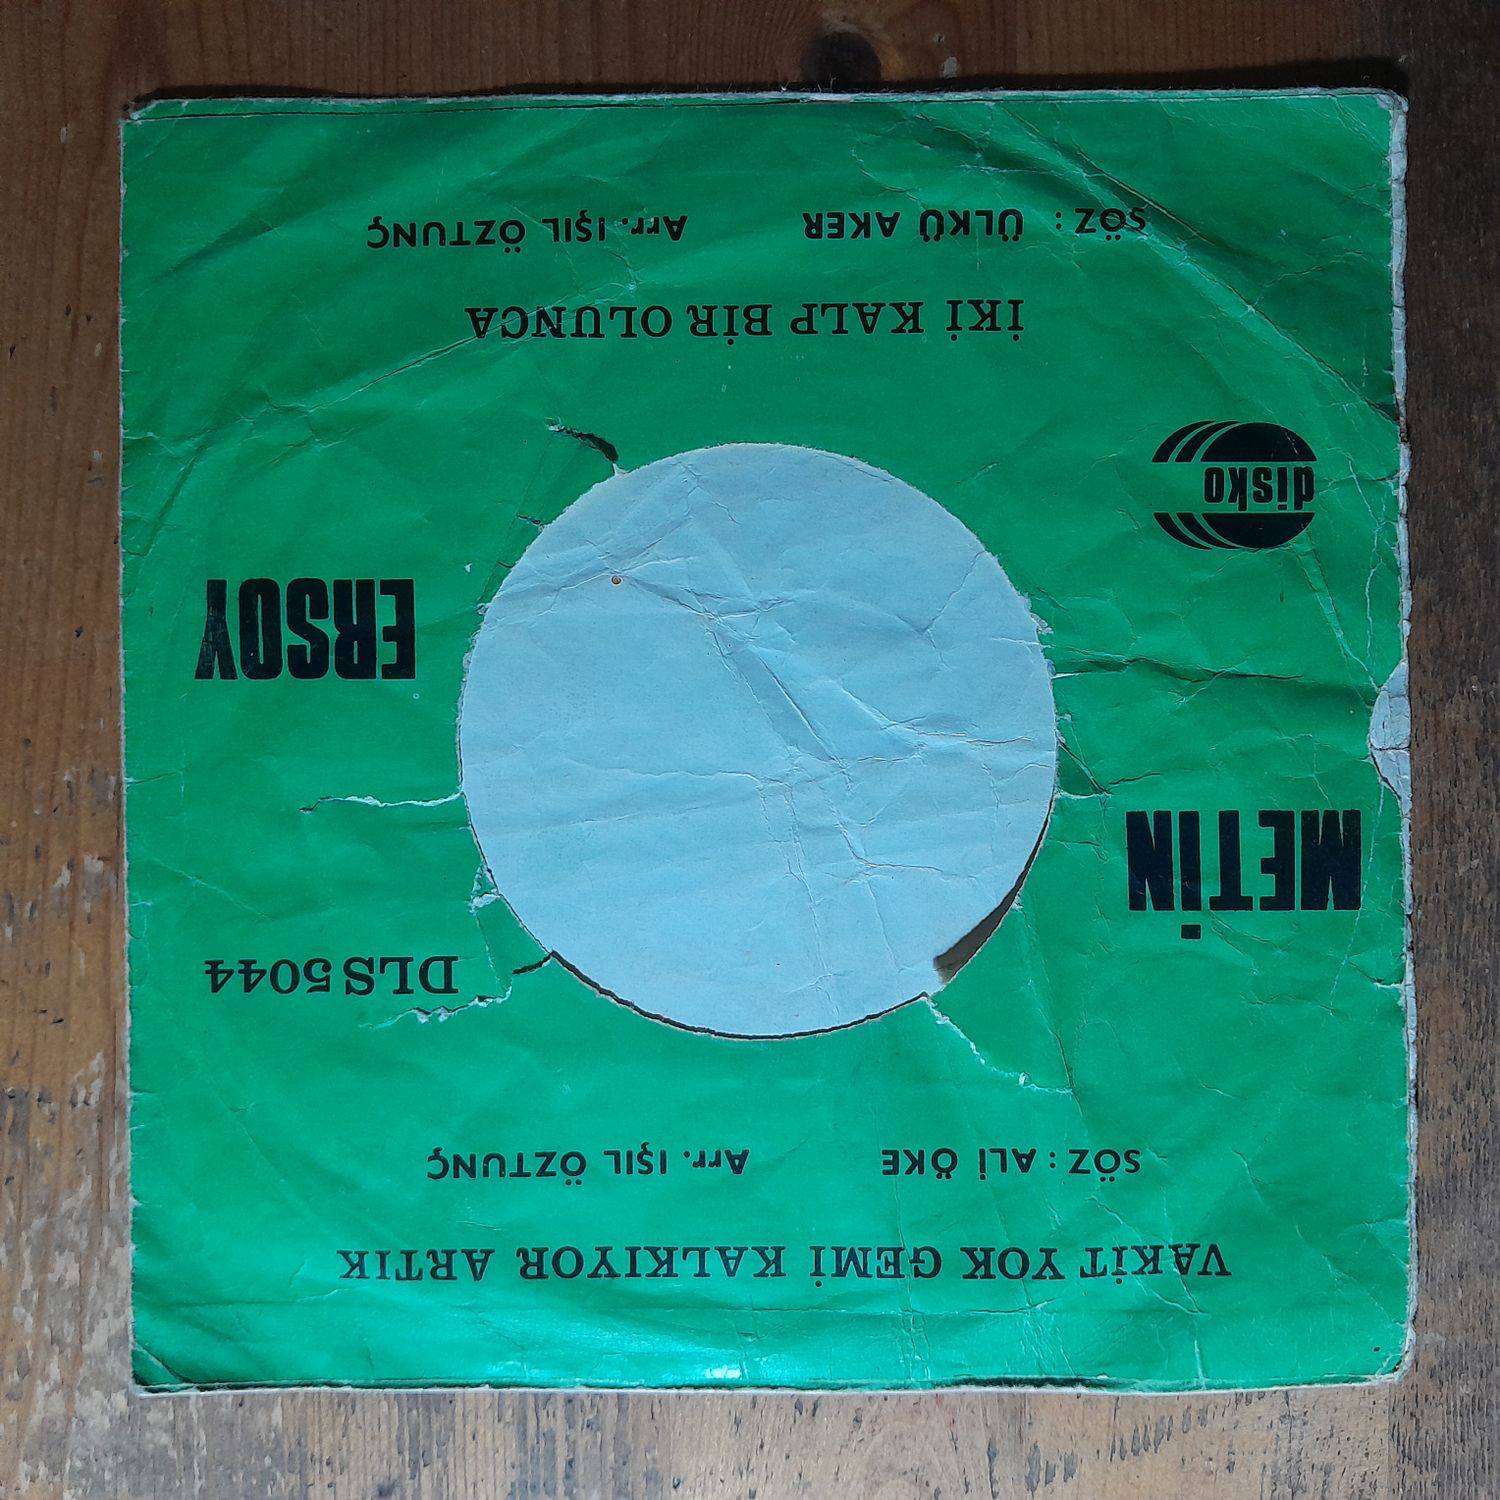 VAKİT YOK GEMİ KALKIYOR ARTIK
SÖZ : ALİ ÖKE Arr. IŞIL ÖZTUNÇ
DLS 5044
METİN ERSOY
disko
İKİ KALP BİR OLUNCA
SÖZ : ÜLKÜ AKER Arr. IŞIL ÖZTUNÇ